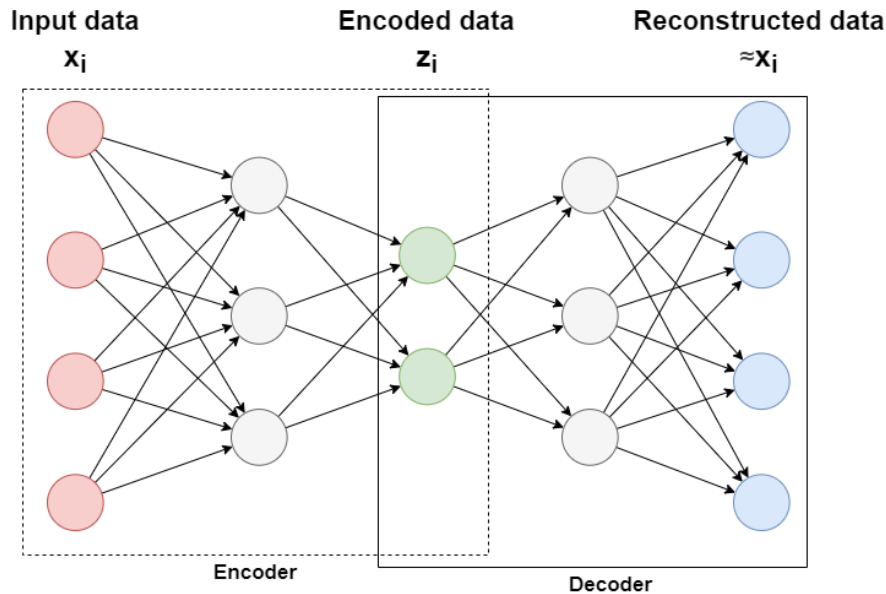 Input data
xi
Encoded data
zi
Reconstructed data
≈xi
Encoder
Decoder